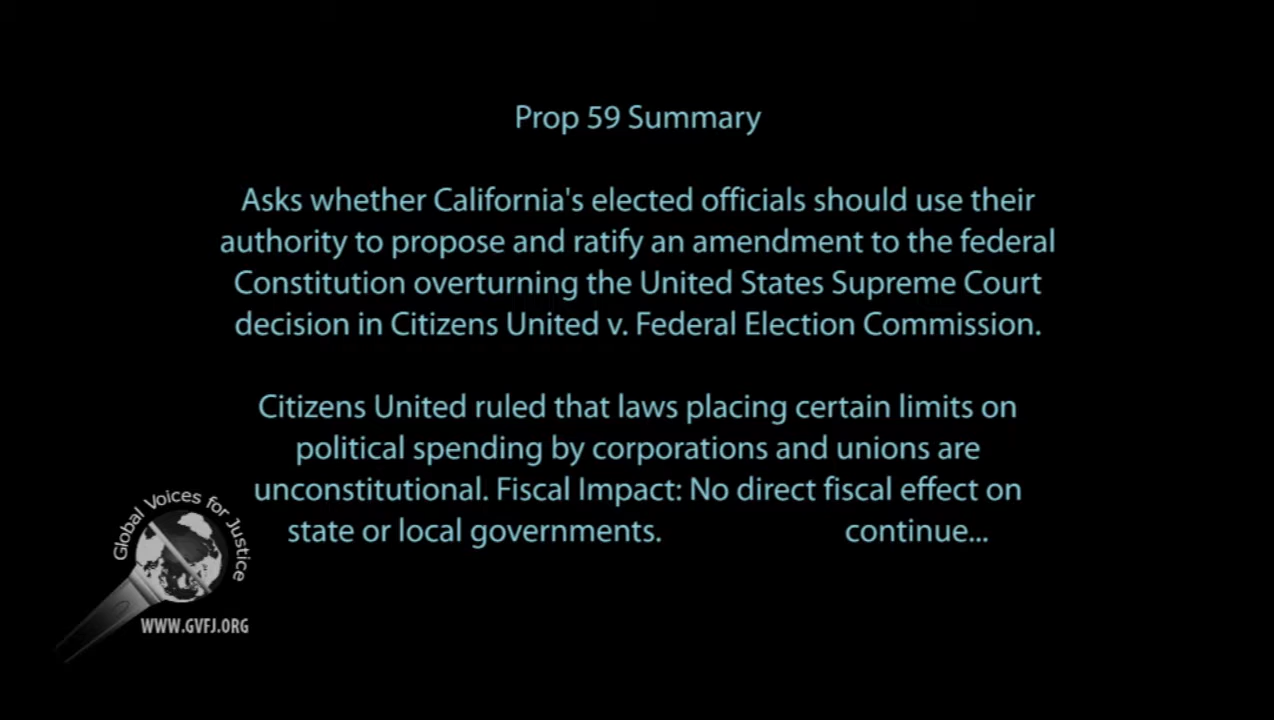 Prop 59 Summary
Asks whether California's elected officials should use their
authority to propose and ratify an amendment to the federal
Constitution overturning the United States Supreme Court
decision in Citizens United v. Federal Election Commission.
Citizens United ruled that laws placing certain limits on
political spending by corporations and unions are
unconstitutional. Fiscal Impact: No direct fiscal effect on
state or local governments. continue...
Global Voices for Justice
WWW.GVFJ.ORG